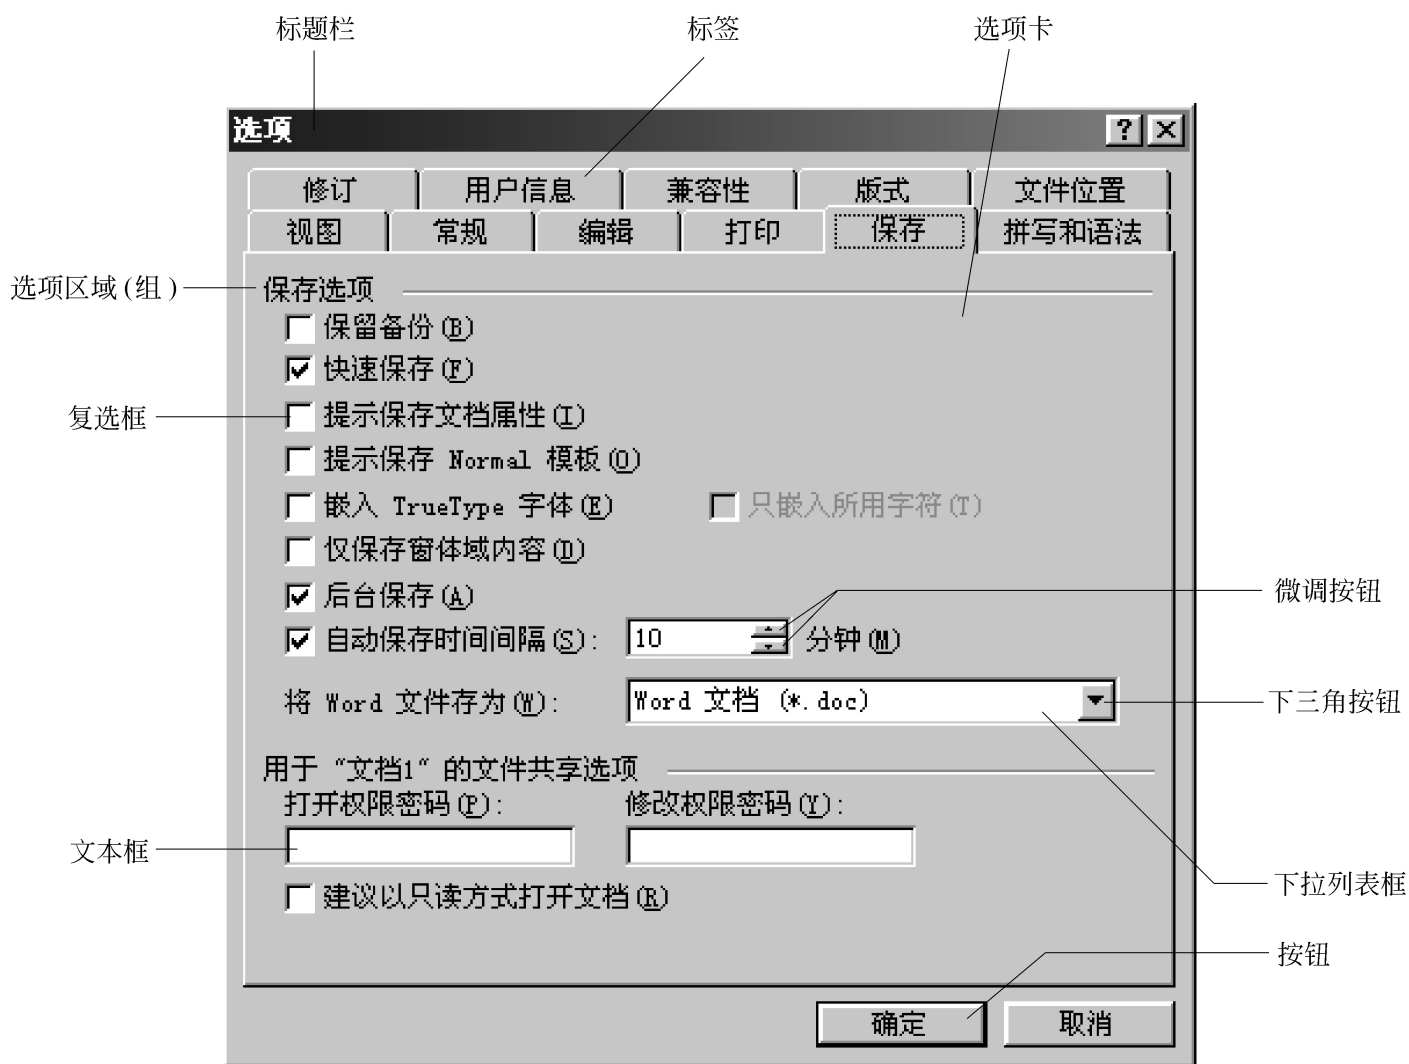 标题栏 标签 选项卡
选项
修订 用户信息 兼容性 版式 文件位置
视图 常规 编辑 打印 保存 拼写和语法
选项区域(组) 保存选项
保留备份(B)
快速保存(F)
复选框 提示保存文档属性(I)
提示保存 Normal 模板(O)
嵌入 TrueType 字体(E) 只嵌入所用字符(T)
仅保存窗体域内容(D)
后台保存(A) 微调按钮
自动保存时间间隔(S): 10 分钟(M)
将 Word 文件存为(W): Word 文档 (*.doc) 下三角按钮
用于 "文档1" 的文件共享选项
打开权限密码(P): 修改权限密码(Y):
文本框
下拉列表框
建议以只读方式打开文档(R)
按钮
确定 取消